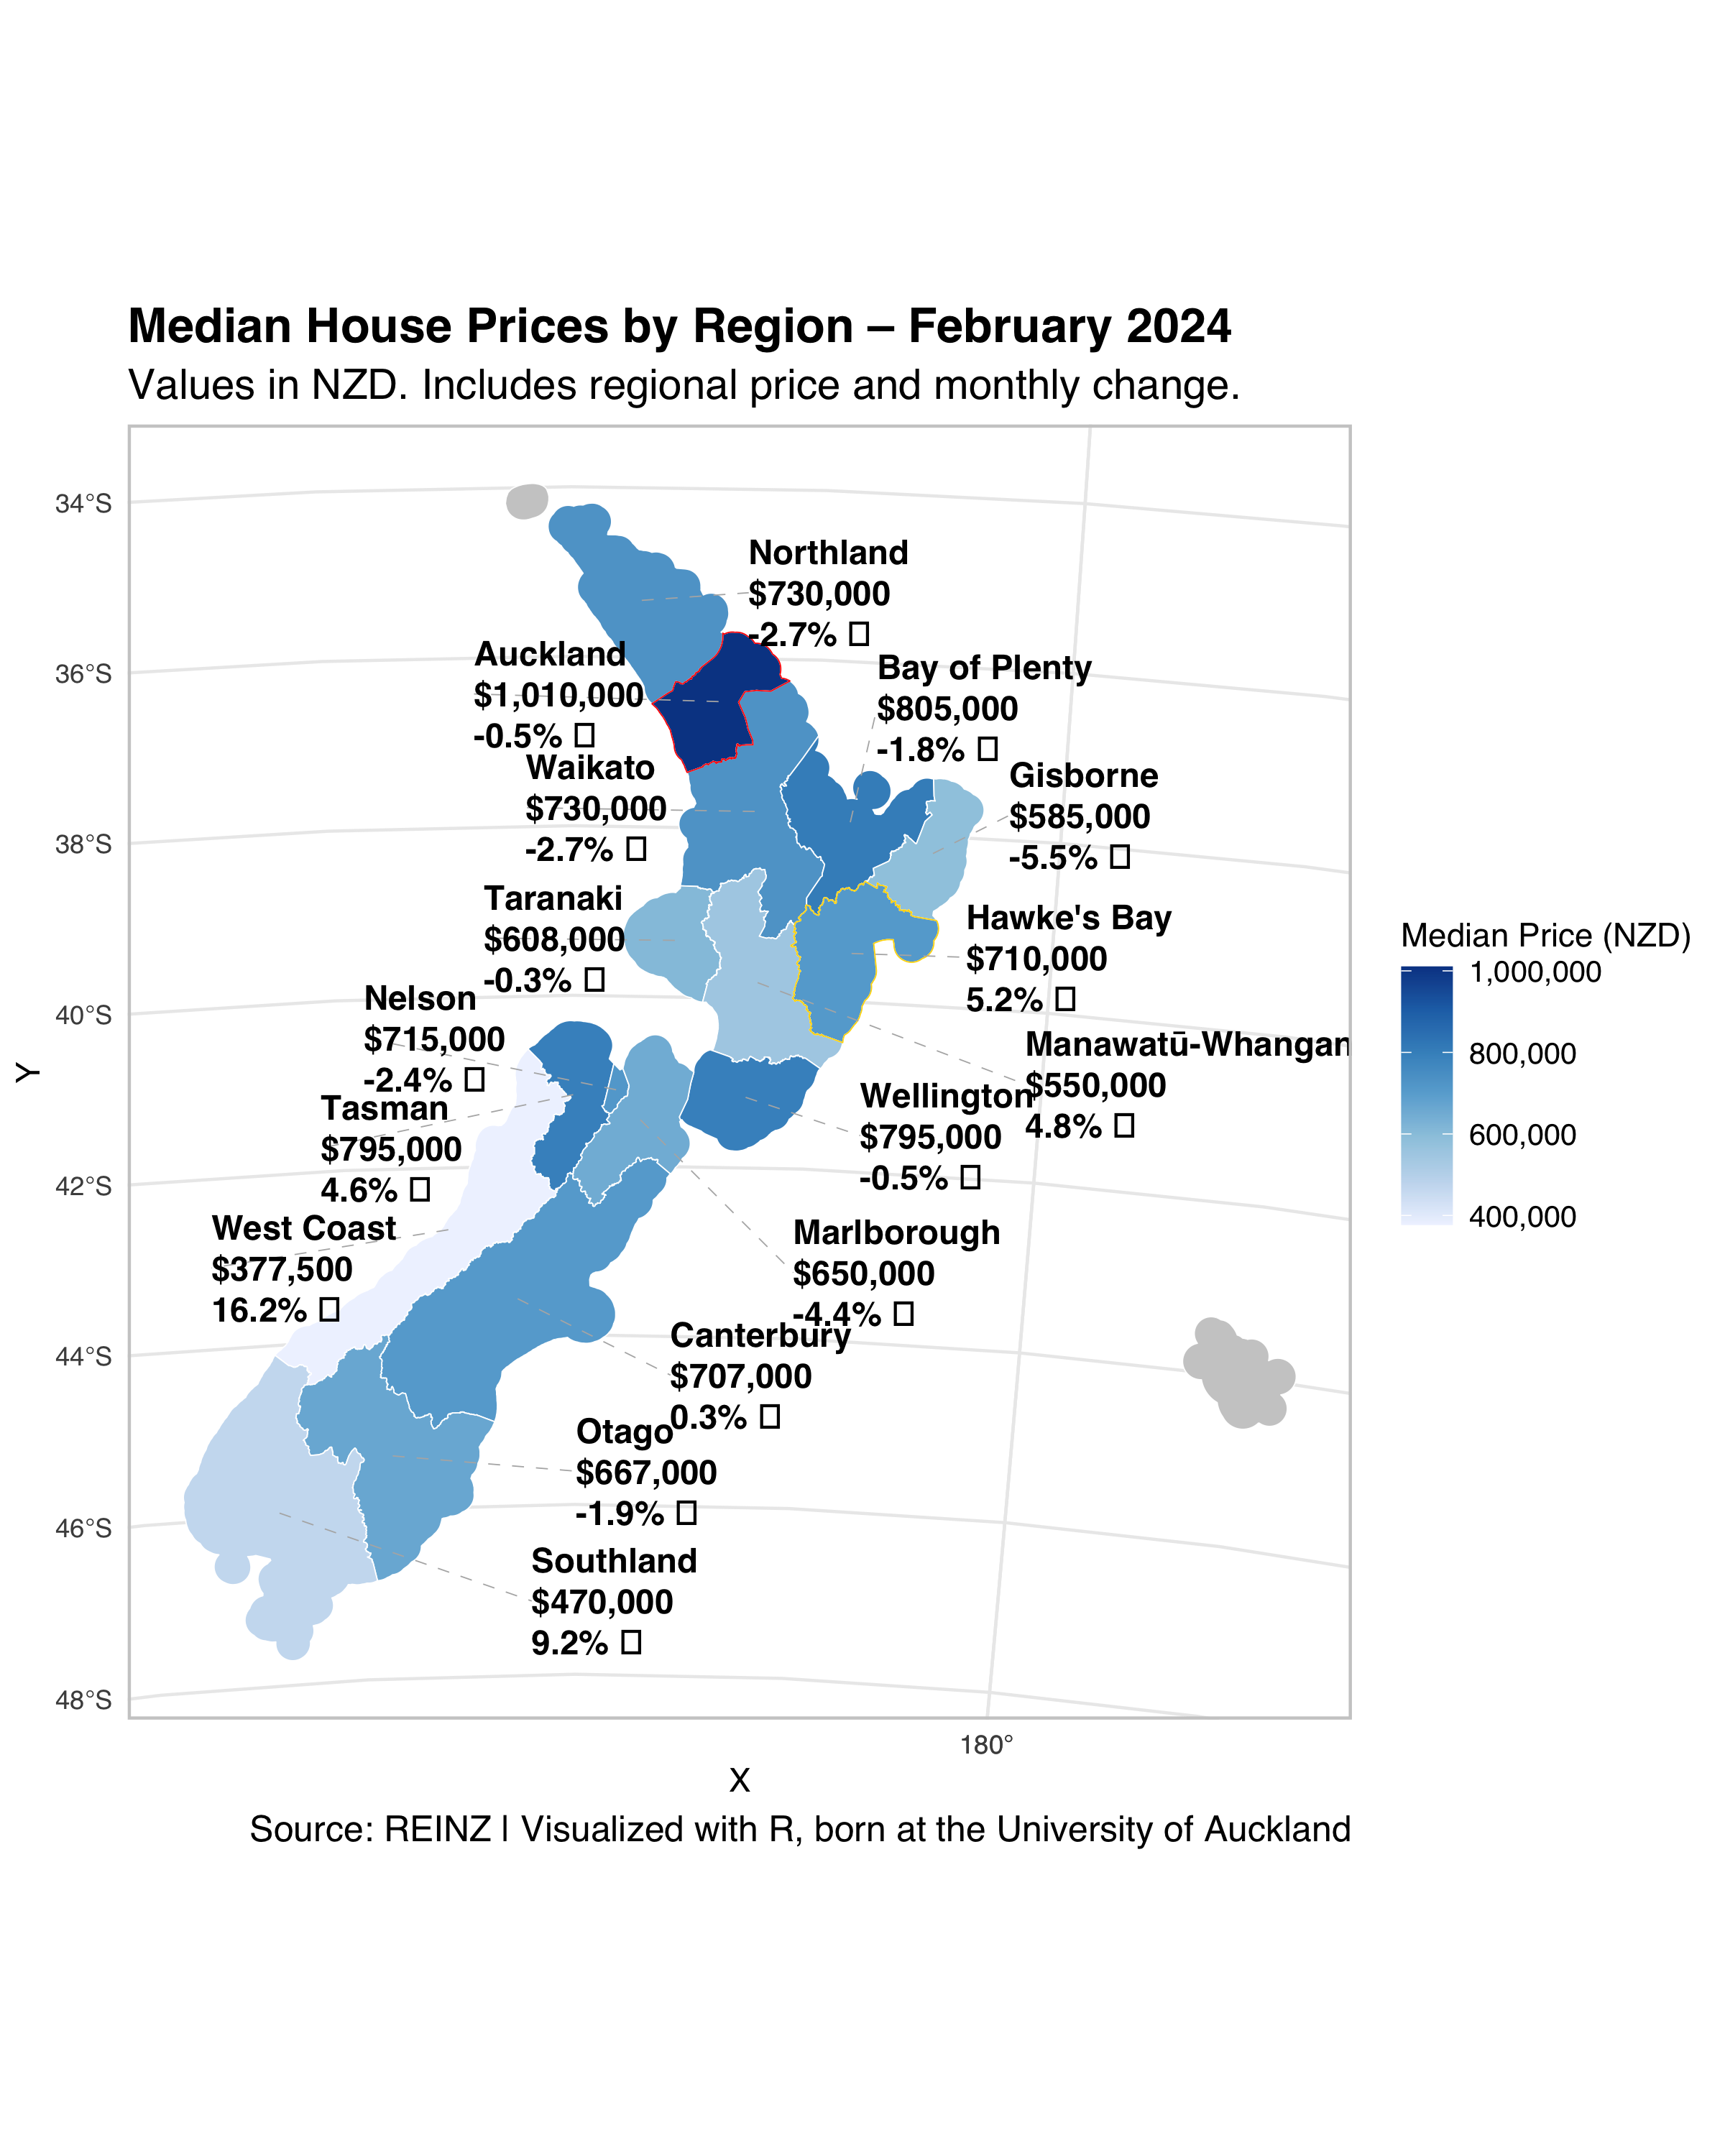 Median House Prices by Region – February 2024
Values in NZD. Includes regional price and monthly change.
34°S
36°S
38°S
40°S
42°S
44°S
46°S
48°S
Y
Northland
$730,000
-2.7% □
Auckland
$1,010,000
-0.5% □
Bay of Plenty
$805,000
-1.8% □
Waikato
$730,000
-2.7% □
Gisborne
$585,000
-5.5% □
Taranaki
$608,000
-0.3% □
Hawke's Bay
$710,000
5.2% □
Nelson
$715,000
-2.4% □
Manawatū-Whangan
$550,000
4.8% □
Tasman
$795,000
4.6% □
Wellington
$795,000
-0.5% □
West Coast
$377,500
16.2% □
Marlborough
$650,000
-4.4% □
Canterbury
$707,000
0.3% □
Otago
$667,000
-1.9% □
Southland
$470,000
9.2% □
180°
X
Median Price (NZD)
1,000,000
800,000
600,000
400,000
Source: REINZ | Visualized with R, born at the University of Auckland